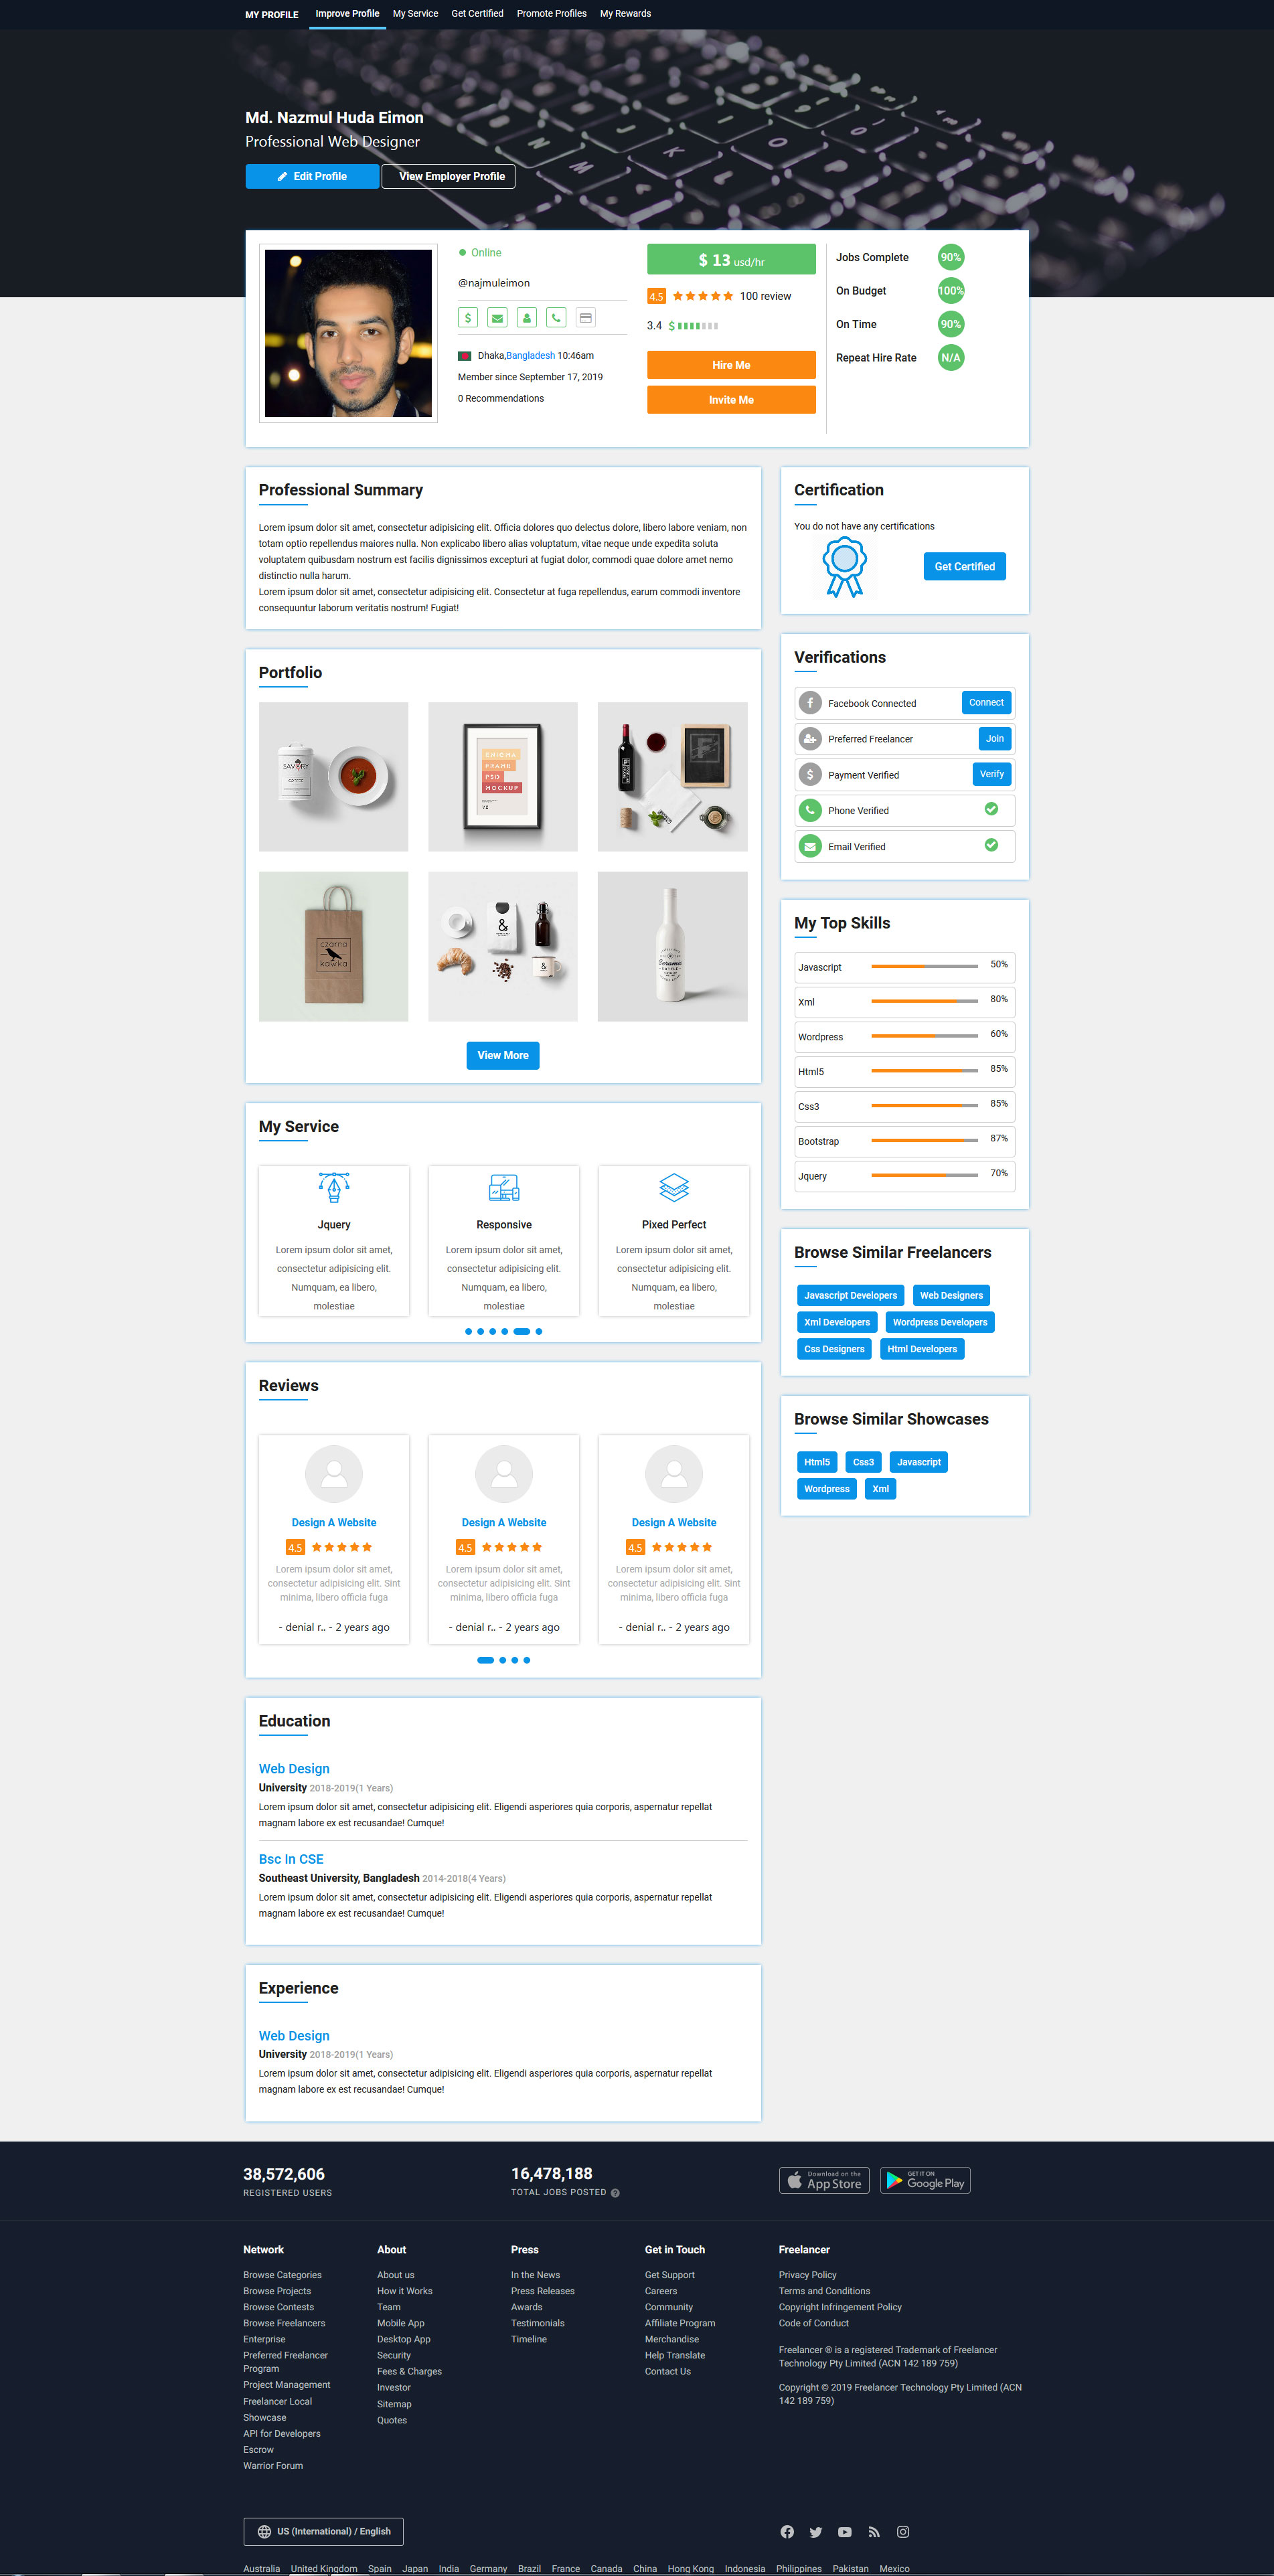 MY PROFILE Improve Profile My Service Get Certified Promote Profiles My Rewards
Md. Nazmul Huda Eimon
Professional Web Designer
Edit Profile View Employer Profile
Online
@najmuleimon
Dhaka,Bangladesh 10:46am
Member since September 17, 2019
0 Recommendations
$ 13 usd/hr
4.5 100 review
3.4 $
Hire Me
Invite Me
Jobs Complete 90%
On Budget 100%
On Time 90%
Repeat Hire Rate N/A
Professional Summary
Lorem ipsum dolor sit amet, consectetur adipisicing elit. Officia dolores quo delectus dolore, libero labore veniam, non
totam optio repellendus maiores nulla. Non explicabo libero alias voluptatum, vitae neque unde expedita soluta
voluptatem quibusdam nostrum est facilis dignissimos excepturi at fugiat dolor, commodi quae dolore amet nemo
distinctio nulla harum.
Lorem ipsum dolor sit amet, consectetur adipisicing elit. Consectetur at fuga repellendus, earum commodi inventore
consequuntur laborum veritatis nostrum! Fugiat!
Portfolio
SAVORY
ENIGMA
FRAME
PSD
MOCKUP
V2
F
czarna
kawka
&
&
Ceramic
BOTTLE
View More
My Service
Jquery
Lorem ipsum dolor sit amet,
consectetur adipisicing elit.
Numquam, ea libero,
molestiae
Responsive
Lorem ipsum dolor sit amet,
consectetur adipisicing elit.
Numquam, ea libero,
molestiae
Pixed Perfect
Lorem ipsum dolor sit amet,
consectetur adipisicing elit.
Numquam, ea libero,
molestiae
Reviews
Design A Website
4.5
Lorem ipsum dolor sit amet,
consectetur adipisicing elit. Sint
minima, libero officia fuga
- denial r.. - 2 years ago
Design A Website
4.5
Lorem ipsum dolor sit amet,
consectetur adipisicing elit. Sint
minima, libero officia fuga
- denial r.. - 2 years ago
Design A Website
4.5
Lorem ipsum dolor sit amet,
consectetur adipisicing elit. Sint
minima, libero officia fuga
- denial r.. - 2 years ago
Education
Web Design
University 2018-2019(1 Years)
Lorem ipsum dolor sit amet, consectetur adipisicing elit. Eligendi asperiores quia corporis, aspernatur repellat
magnam labore ex est recusandae! Cumque!
Bsc In CSE
Southeast University, Bangladesh 2014-2018(4 Years)
Lorem ipsum dolor sit amet, consectetur adipisicing elit. Eligendi asperiores quia corporis, aspernatur repellat
magnam labore ex est recusandae! Cumque!
Experience
Web Design
University 2018-2019(1 Years)
Lorem ipsum dolor sit amet, consectetur adipisicing elit. Eligendi asperiores quia corporis, aspernatur repellat
magnam labore ex est recusandae! Cumque!
Certification
You do not have any certifications
Get Certified
Verifications
Facebook Connected Connect
Preferred Freelancer Join
$ Payment Verified Verify
Phone Verified
Email Verified
My Top Skills
Javascript 50%
Xml 80%
Wordpress 60%
Html5 85%
Css3 85%
Bootstrap 87%
Jquery 70%
Browse Similar Freelancers
Javascript Developers Web Designers
Xml Developers Wordpress Developers
Css Designers Html Developers
Browse Similar Showcases
Html5 Css3 Javascript
Wordpress Xml
38,572,606
REGISTERED USERS
16,478,188
TOTAL JOBS POSTED ?
Download on the
App Store
GET IT ON
Google Play
Network
Browse Categories
Browse Projects
Browse Contests
Browse Freelancers
Enterprise
Preferred Freelancer
Program
Project Management
Freelancer Local
Showcase
API for Developers
Escrow
Warrior Forum
About
About us
How it Works
Team
Mobile App
Desktop App
Security
Fees & Charges
Investor
Sitemap
Quotes
Press
In the News
Press Releases
Awards
Testimonials
Timeline
Get in Touch
Get Support
Careers
Community
Affiliate Program
Merchandise
Help Translate
Contact Us
Freelancer
Privacy Policy
Terms and Conditions
Copyright Infringement Policy
Code of Conduct
Freelancer ® is a registered Trademark of Freelancer
Technology Pty Limited (ACN 142 189 759)
Copyright © 2019 Freelancer Technology Pty Limited (ACN
142 189 759)
US (International) / English
Australia United Kingdom Spain Japan India Germany Brazil France Canada China Hong Kong Indonesia Philippines Pakistan Mexico